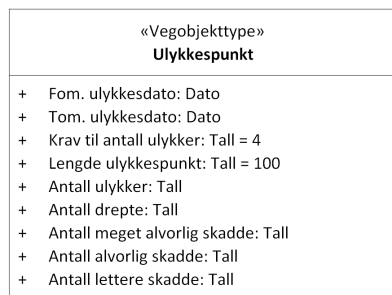 «Vegobjekttype»
Ulykkespunkt
+ Fom. ulykkesdato: Dato
+ Tom. ulykkesdato: Dato
+ Krav til antall ulykker: Tall = 4
+ Lengde ulykkespunkt: Tall = 100
+ Antall ulykker: Tall
+ Antall drepte: Tall
+ Antall meget alvorlig skadde: Tall
+ Antall alvorlig skadde: Tall
+ Antall lettere skadde: Tall